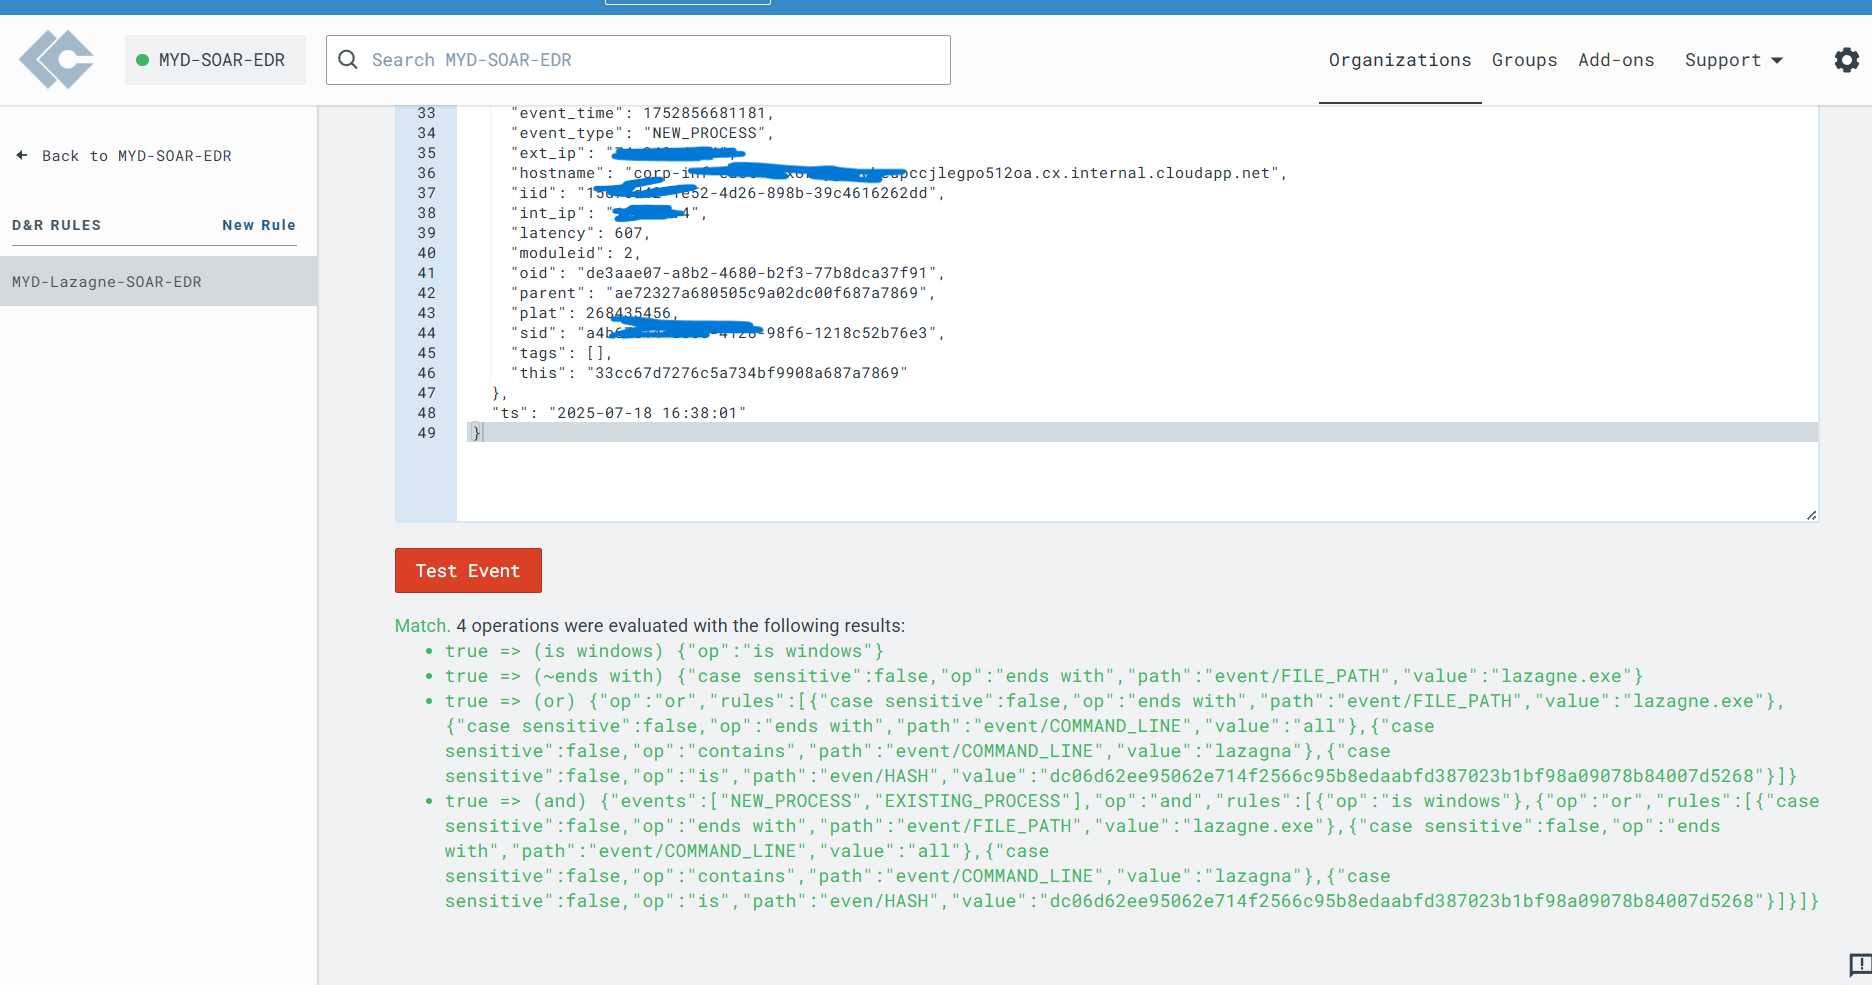 MYD-SOAR-EDR
Search MYD-SOAR-EDR
Organizations Groups Add-ons Support
Back to MYD-SOAR-EDR
D&R RULES New Rule
MYD-Lazagne-SOAR-EDR
33 "event_time": 1752856681181,
34 "event_type": "NEW_PROCESS",
35 "ext_ip": "
36 "hostname": "corp-in pccjlegpo512oa.cx.internal.cloudapp.net",
37 "iid": " e52-4d26-898b-39c4616262dd",
38 "int_ip": " 4",
39 "latency": 607,
40 "moduleid": 2,
41 "oid": "de3aae07-a8b2-4680-b2f3-77b8dca37f91",
42 "parent": "ae72327a680505c9a02dc00f687a7869",
43 "plat": 268435456,
44 "sid": "a4b -98f6-1218c52b76e3",
45 "tags": [],
46 "this": "33cc67d7276c5a734bf9908a687a7869"
47 },
48 "ts": "2025-07-18 16:38:01"
49 }
Test Event
Match. 4 operations were evaluated with the following results:
• true => (is windows) {"op":"is windows"}
• true => (~ends with) {"case sensitive":false,"op":"ends with","path":"event/FILE_PATH","value":"lazagne.exe"}
• true => (or) {"op":"or","rules":[{"case sensitive":false,"op":"ends with","path":"event/FILE_PATH","value":"lazagne.exe"},
{"case sensitive":false,"op":"ends with","path":"event/COMMAND_LINE","value":"all"},{"case
sensitive":false,"op":"contains","path":"event/COMMAND_LINE","value":"lazagna"},{"case
sensitive":false,"op":"is","path":"even/HASH","value":"dc06d62ee95062e714f2566c95b8edaabfd387023b1bf98a09078b84007d5268"}]}
• true => (and) {"events":["NEW_PROCESS","EXISTING_PROCESS"],"op":"and","rules":[{"op":"is windows"},{"op":"or","rules":[{"case
sensitive":false,"op":"ends with","path":"event/FILE_PATH","value":"lazagne.exe"},{"case sensitive":false,"op":"ends
with","path":"event/COMMAND_LINE","value":"all"},{"case
sensitive":false,"op":"contains","path":"event/COMMAND_LINE","value":"lazagna"},{"case
sensitive":false,"op":"is","path":"even/HASH","value":"dc06d62ee95062e714f2566c95b8edaabfd387023b1bf98a09078b84007d5268"}]}]}